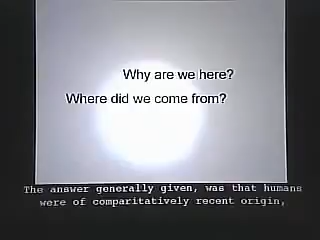 Why are we here?
Where did we come from?
The answer generally given, was that humans
were of comparitatively recent origin,